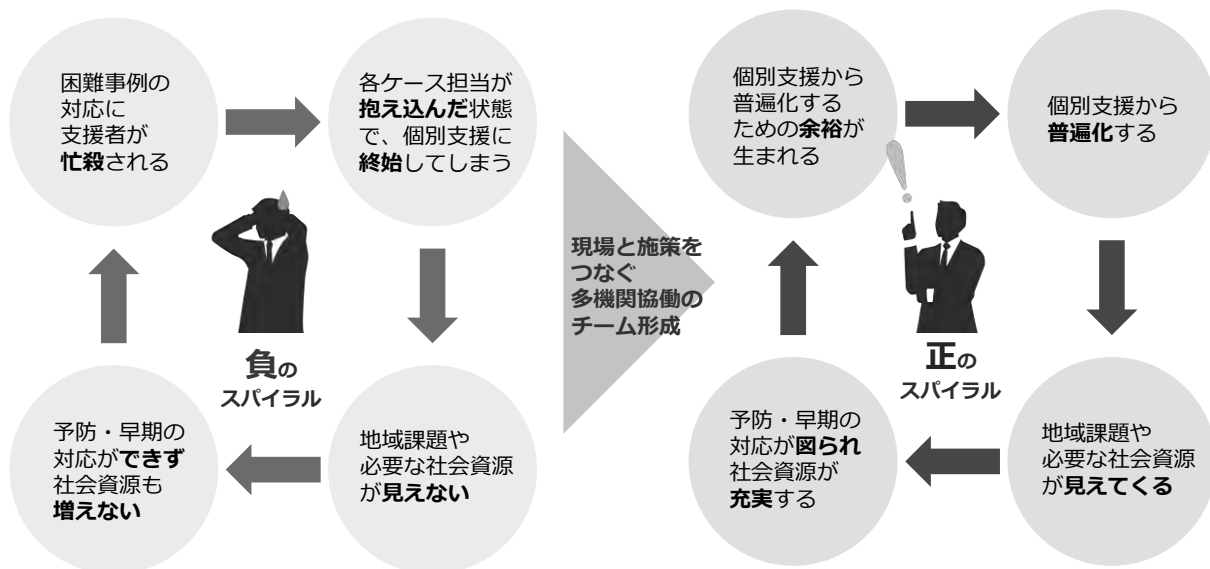 困難事例の
対応に
支援者が
忙殺される
各ケース担当が
抱え込んだ状態
で、個別支援に
終始してしまう
地域課題や
必要な社会資源
が見えない
予防・早期の
対応ができず
社会資源も
増えない
負の
スパイラル
現場と施策を
つなぐ
多機関協働の
チーム形成
個別支援から
普遍化する
ための余裕が
生まれる
個別支援から
普遍化する
地域課題や
必要な社会資源
が見えてくる
予防・早期の
対応が図られ
社会資源が
充実する
正の
スパイラル